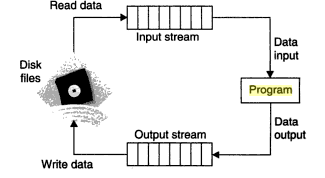 Read data
Input stream
Data
input
Disk
files
Program
Output stream
Data
output
Write data